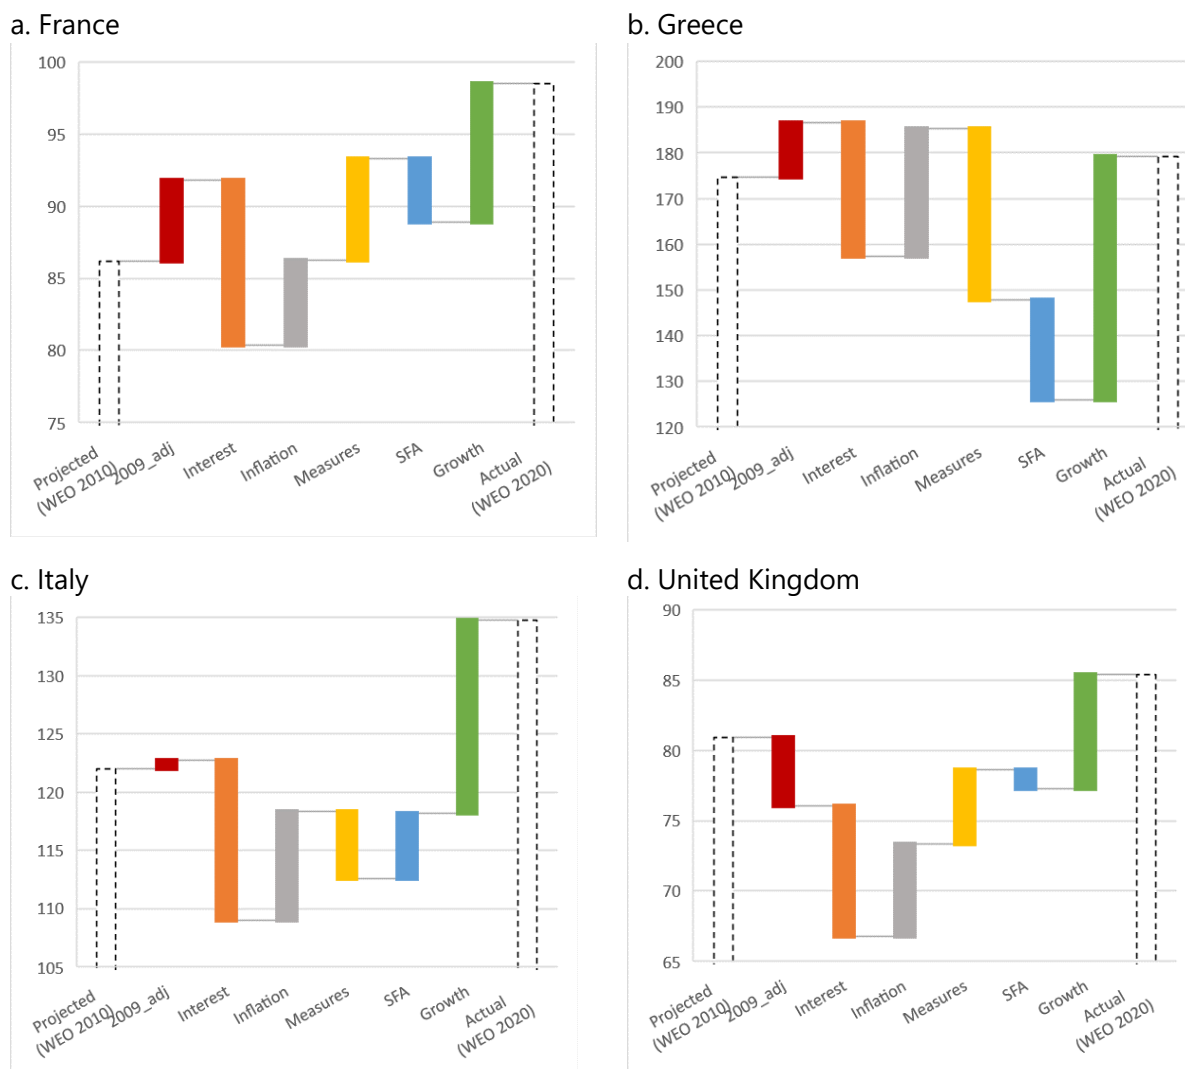 a. France
100
95
90
85
80
75
Projected
(WEO 2010)
2009_adj
Interest
Inflation
Measures
SFA
Growth
Actual
(WEO 2020)
b. Greece
200
190
180
170
160
150
140
130
120
Projected
(WEO 2010)
2009_adj
Interest
Inflation
Measures
SFA
Growth
Actual
(WEO 2020)
c. Italy
135
130
125
120
115
110
105
Projected
(WEO 2010)
2009_adj
Interest
Inflation
Measures
SFA
Growth
Actual
(WEO 2020)
d. United Kingdom
90
85
80
75
70
65
Projected
(WEO 2010)
2009_adj
Interest
Inflation
Measures
SFA
Growth
Actual
(WEO 2020)